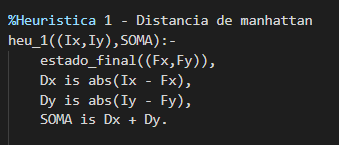 %Heuristica 1 - Distancia de manhattan
heu_1((Ix,Iy),SOMA):-
    estado_final((Fx,Fy)),
    Dx is abs(Ix - Fx),
    Dy is abs(Iy - Fy),
    SOMA is Dx + Dy.